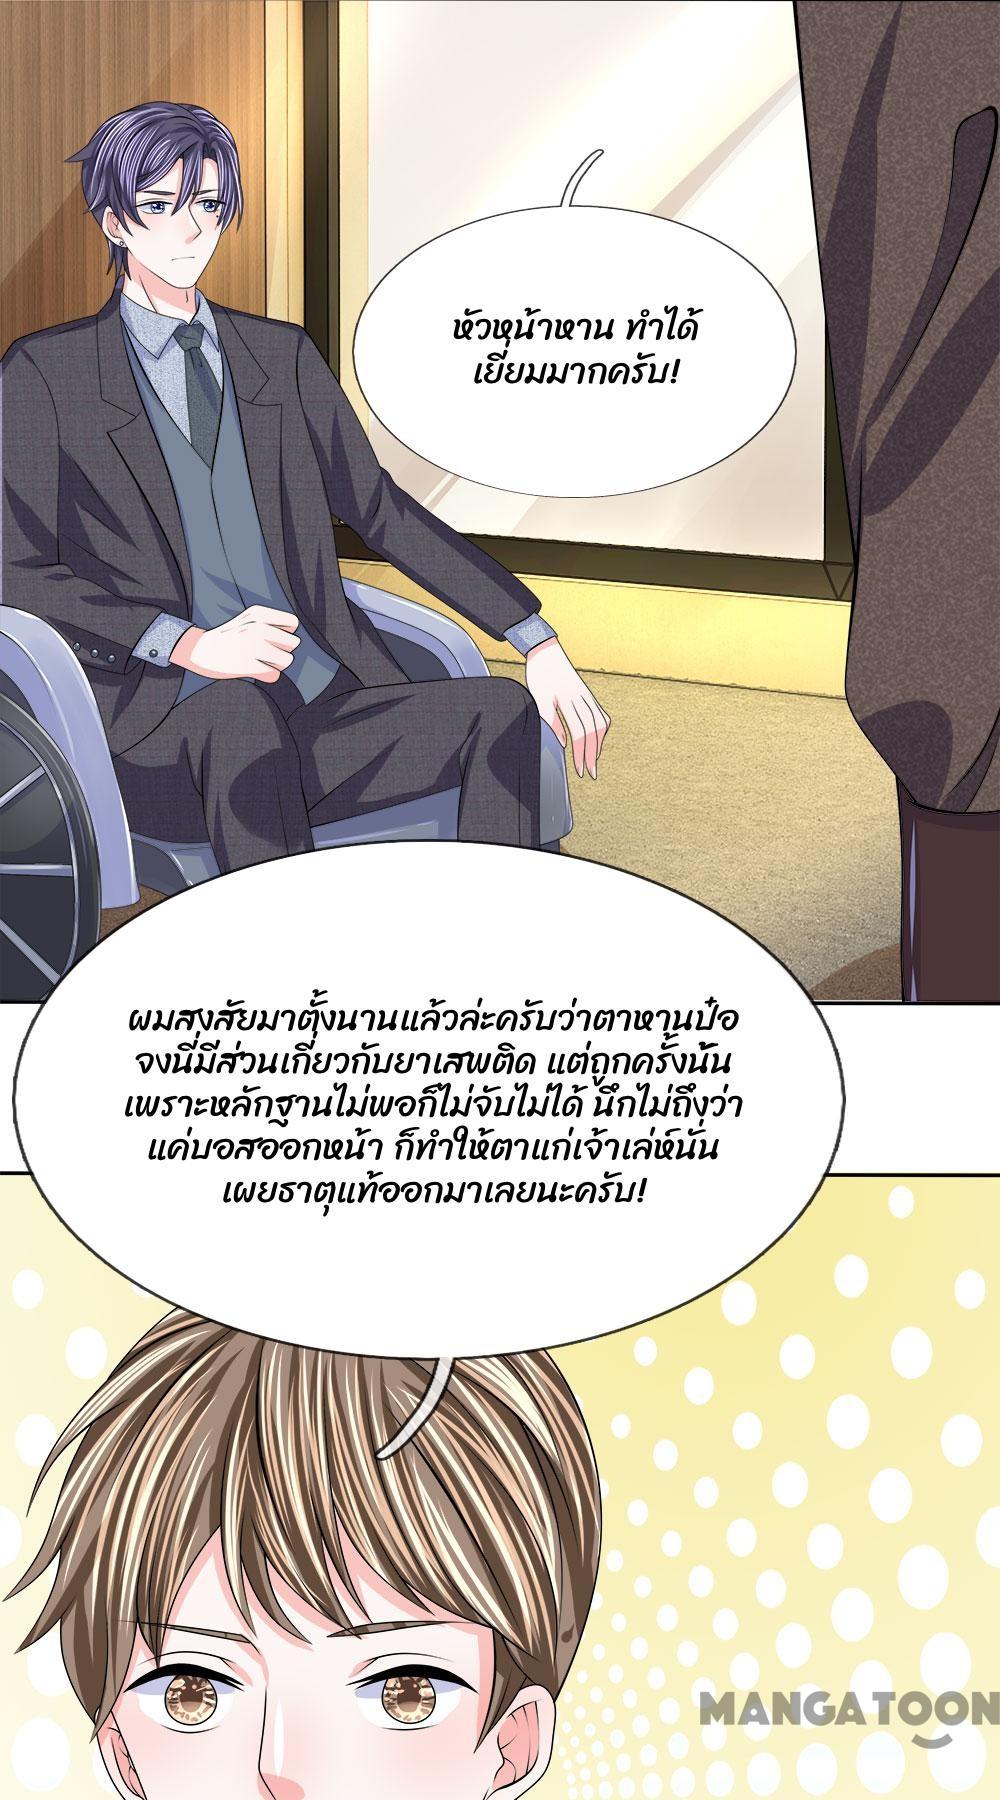 หัวหน้าหาน ทำได้
เยี่ยมมากครับ!
ผมสงสัยมาตั้งนานแล้วล่ะครับว่าตาหานป๋อ
จงนี่มีส่วนเกี่ยวกับยาเสพติด แต่ถูกครั้งนั้น
เพราะหลักฐานไม่พอก็ไม่จับไม่ได้ นึกไม่ถึงว่า
แค่บอสออกหน้า ก็ทำให้ตาแก่เจ้าเล่ห์นั่น
เผยธาตุแท้ออกมาเลยนะครับ!
MANGATOON